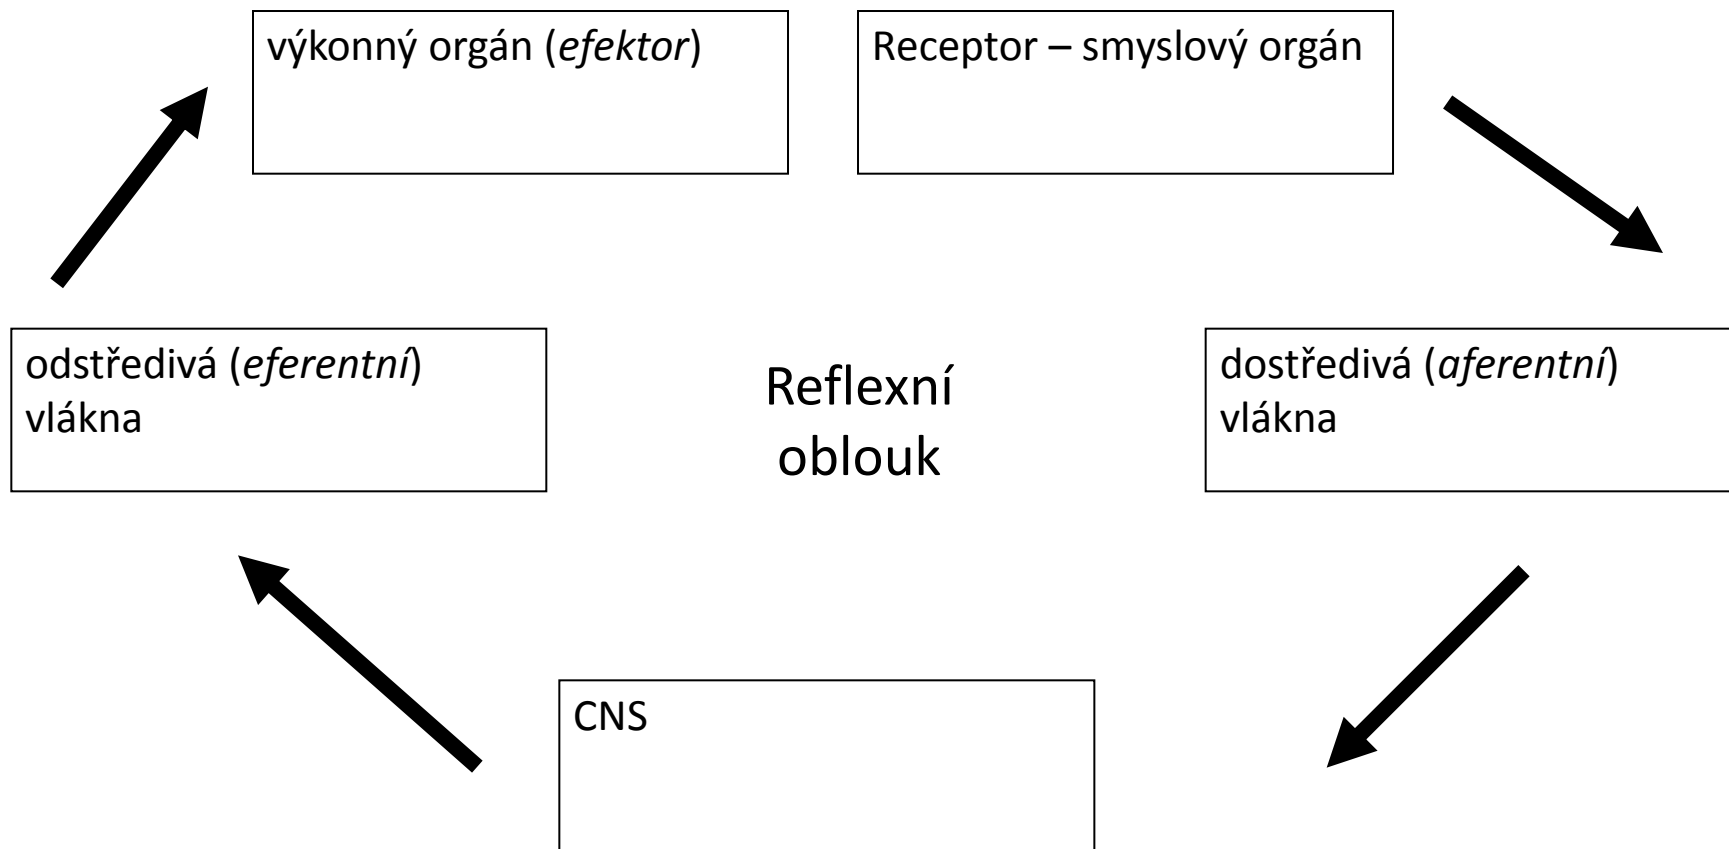 výkonný orgán (efektor)
Receptor – smyslový orgán
odstředivá (eferentní)
vlákna
Reflexní
oblouk
dostředivá (aferentní)
vlákna
CNS